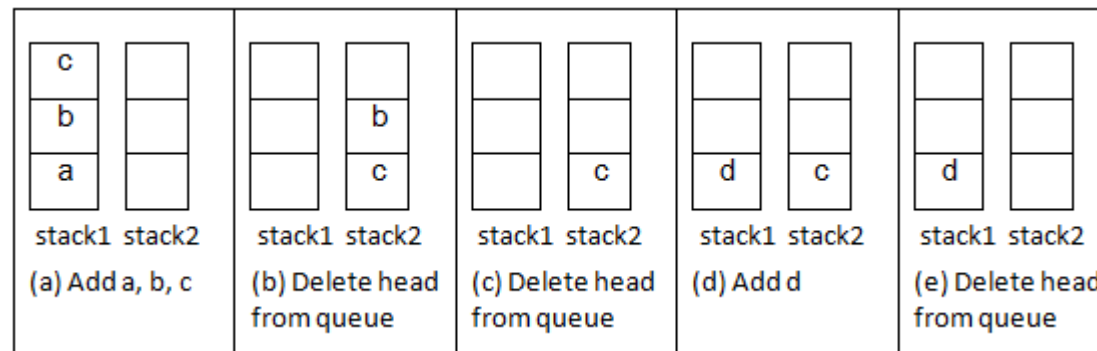 c
b
a
stack1 stack2
(a) Add a, b, c
b
c
stack1 stack2
(b) Delete head
from queue
c
stack1 stack2
(c) Delete head
from queue
d c
stack1 stack2
(d) Add d
d
stack1 stack2
(e) Delete head
from queue